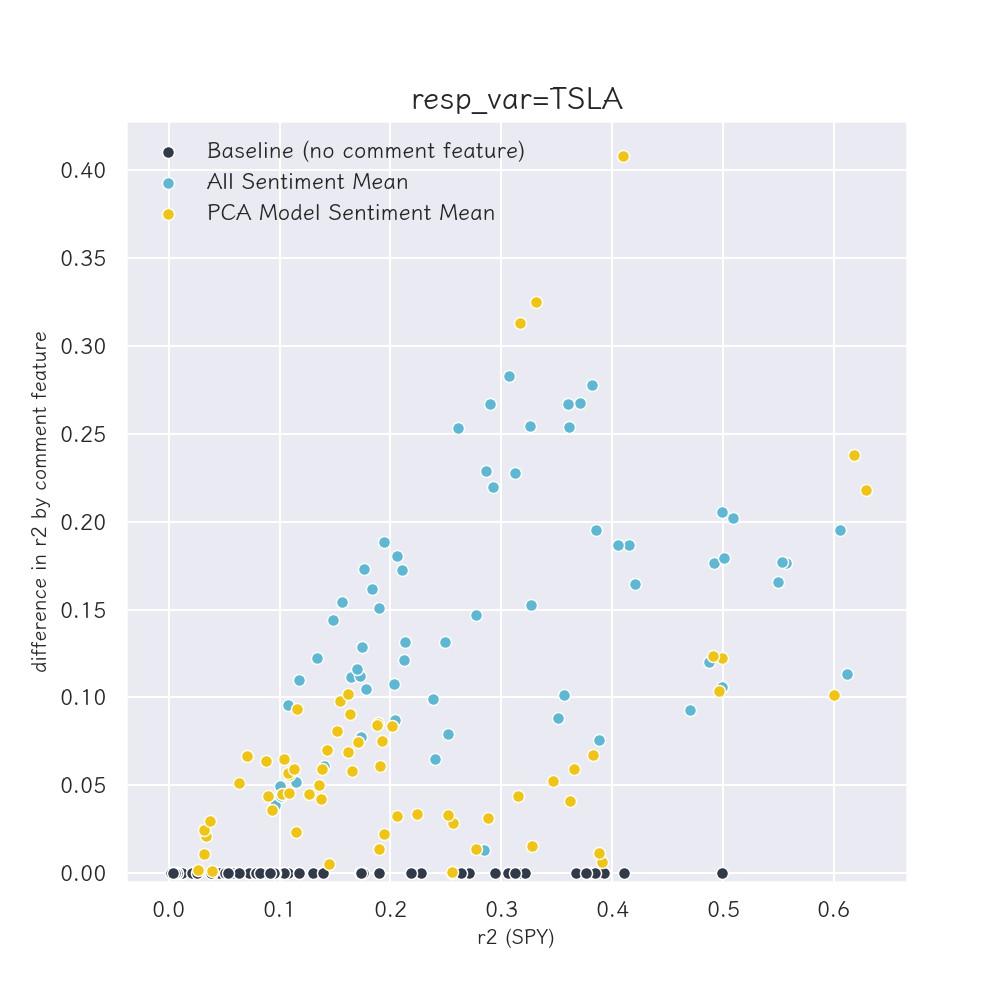 resp_var=TSLA
Baseline (no comment feature)
All Sentiment Mean
PCA Model Sentiment Mean
difference in r2 by comment feature
0.40
0.35
0.30
0.25
0.20
0.15
0.10
0.05
0.00
0.0 0.1 0.2 0.3 0.4 0.5 0.6
r2 (SPY)